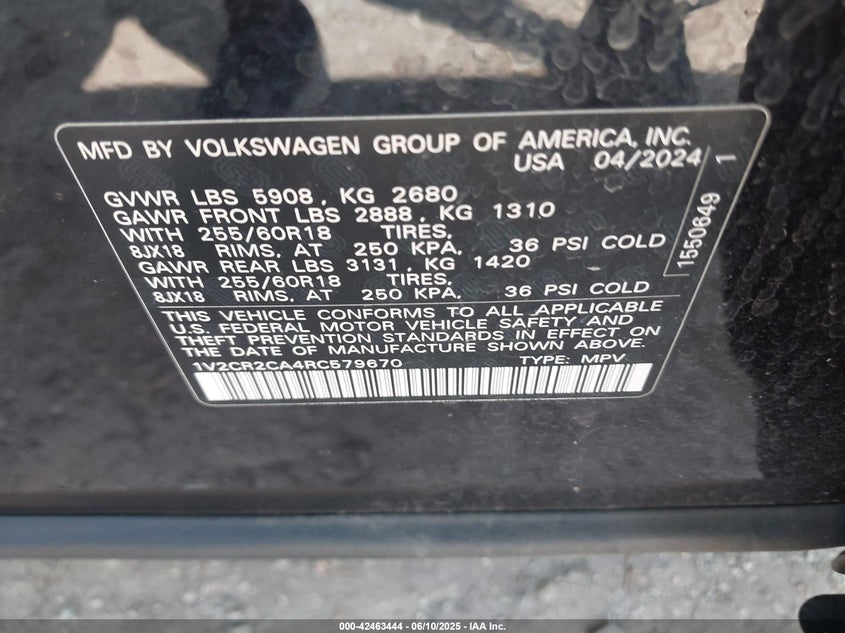 MFD BY VOLKSWAGEN GROUP OF AMERICA, INC.
USA 04/2024
GVWR LBS 5908, KG 2680
GAWR FRONT LBS 2888, KG 1310
WITH 255/60R18 TIRES,
8JX18 RIMS, AT 250 KPA, 36 PSI COLD
GAWR REAR LBS 3131, KG 1420
WITH 255/60R18 TIRES,
8JX18 RIMS, AT 250 KPA, 36 PSI COLD
THIS VEHICLE CONFORMS TO ALL APPLICABLE
U.S. FEDERAL MOTOR VEHICLE SAFETY AND
THEFT PREVENTION STANDARDS IN EFFECT ON
THE DATE OF MANUFACTURE SHOWN ABOVE.
1V2CR2CA4RC579670 TYPE: MPV
1550649
1
000-42463444 - 06/10/2025 - IAA Inc.